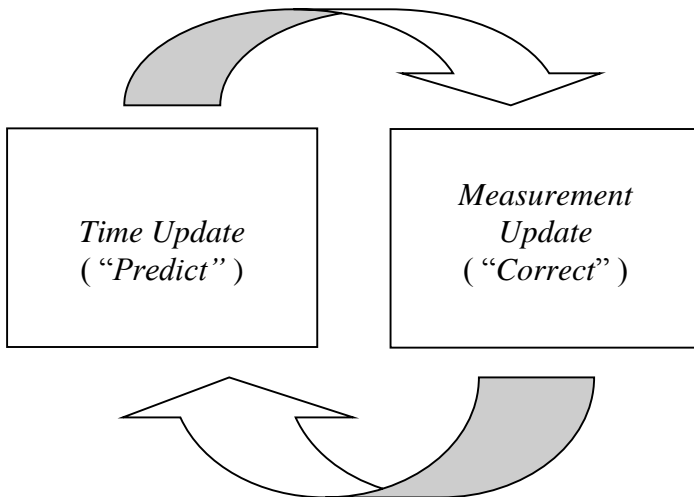 Time Update
( “Predict” )
Measurement
Update
( “Correct” )